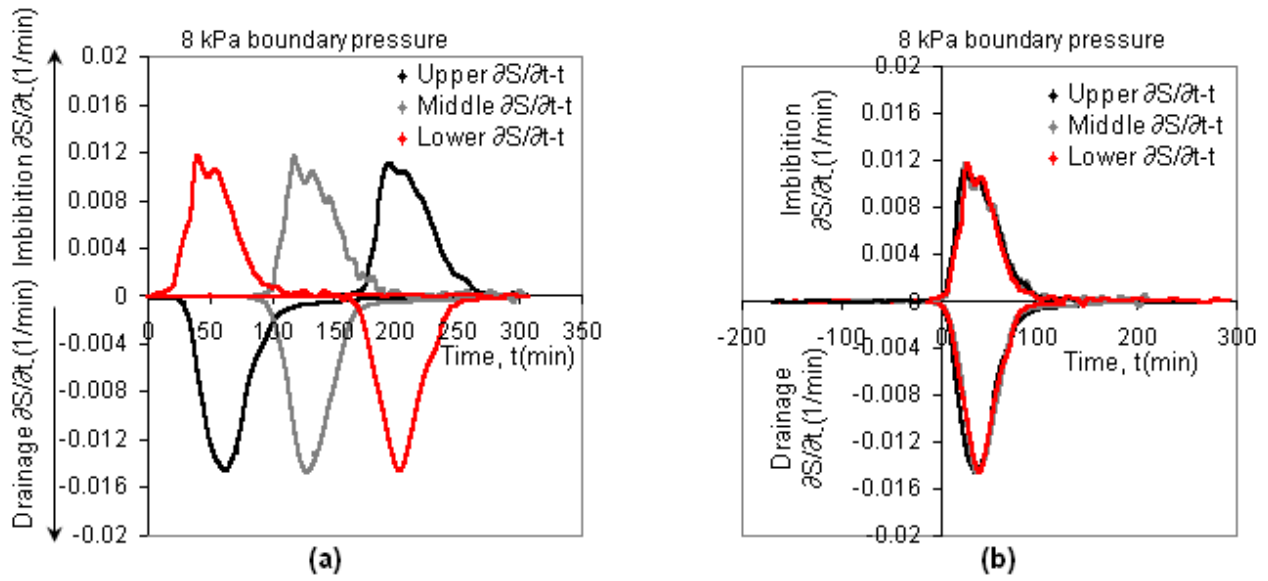 8 kPa boundary pressure
Imbibition ∂S/∂t.(1/min)
Drainage ∂S/∂t.(1/min)
0.02
0.016
0.012
0.008
0.004
0
-0.004
-0.008
-0.012
-0.016
-0.02
Upper ∂S/∂t-t
Middle ∂S/∂t-t
Lower ∂S/∂t-t
0 50 100 150 200 250 300 350
Time, t(min)
(a)
8 kPa boundary pressure
Imbibition
∂S/∂t.(1/min)
Drainage
∂S/∂t.(1/min)
0.02
0.016
0.012
0.008
0.004
0
-0.004
-0.008
-0.012
-0.016
-0.02
Upper ∂S/∂t-t
Middle ∂S/∂t-t
Lower ∂S/∂t-t
-200 -100 0 100 200 300
Time, t(min)
(b)